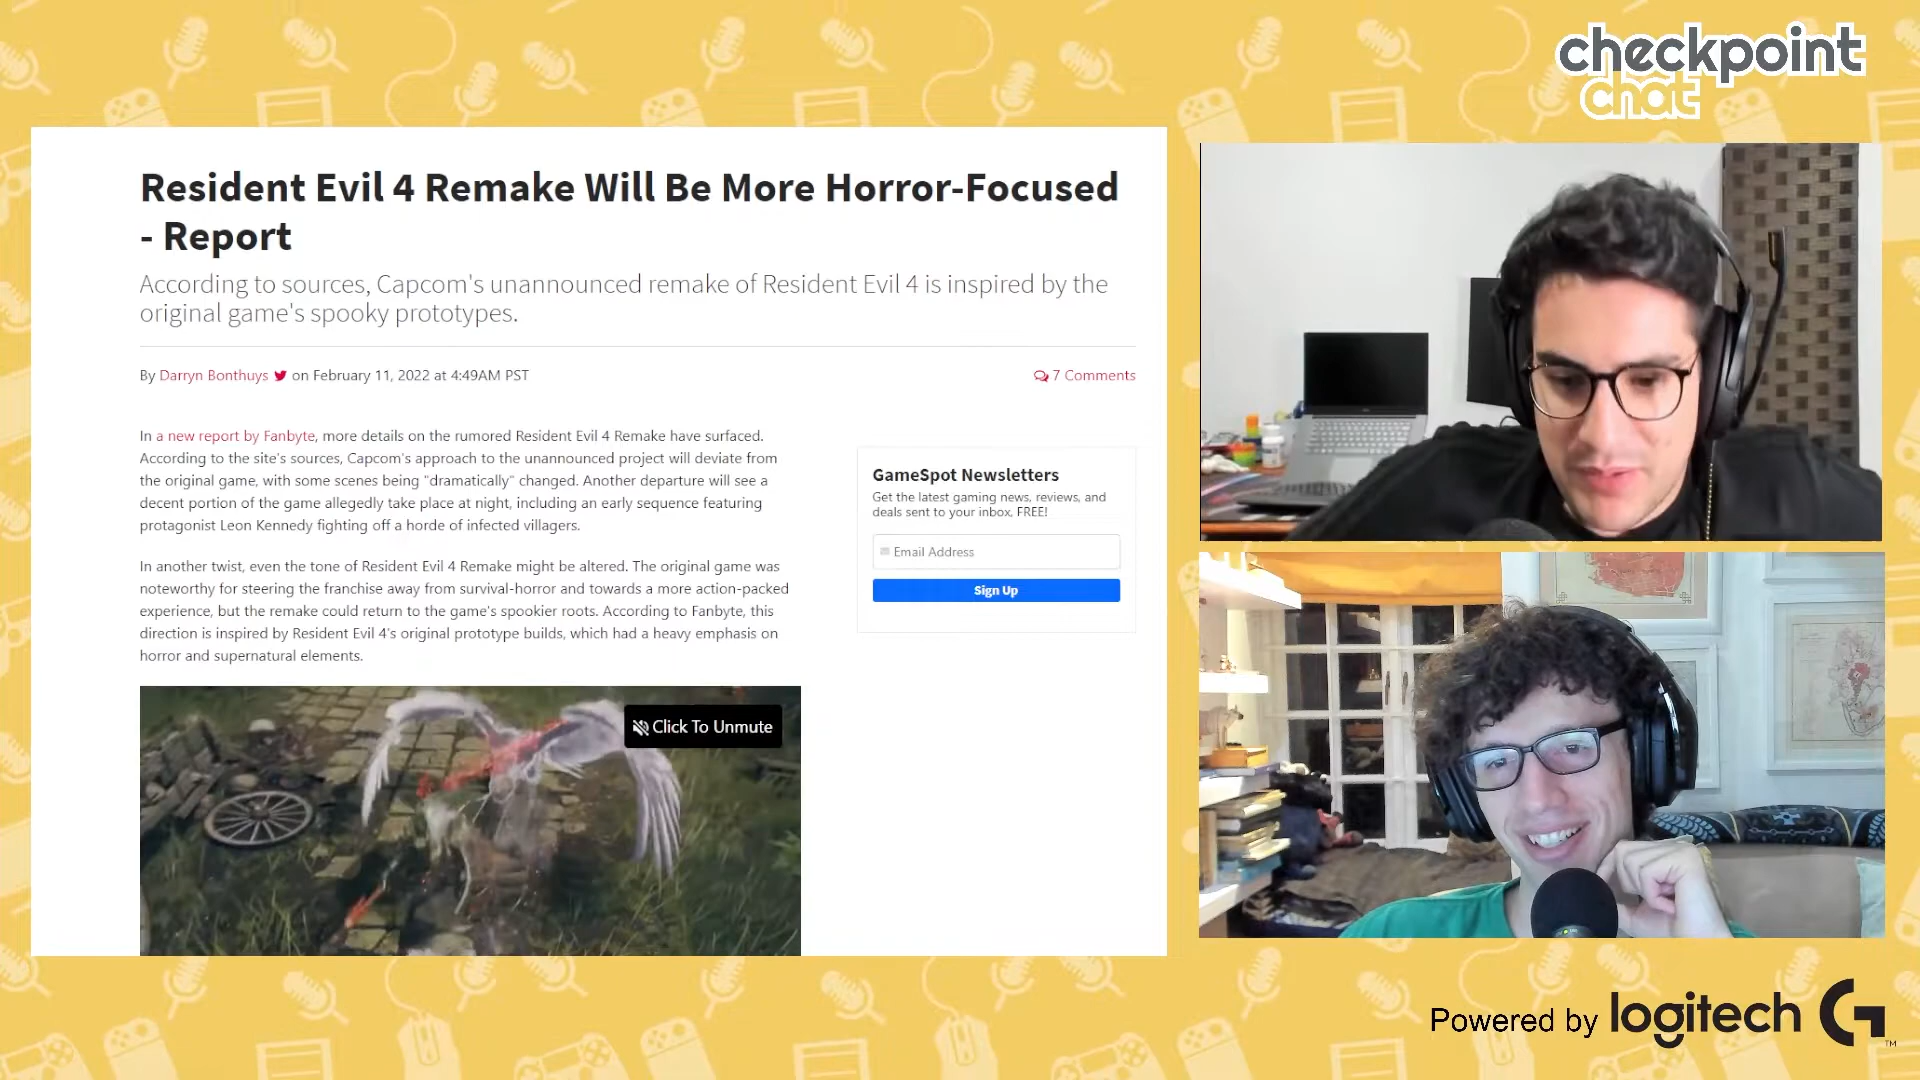 checkpoint
chat
Resident Evil 4 Remake Will Be More Horror-Focused
- Report
According to sources, Capcom's unannounced remake of Resident Evil 4 is inspired by the
original game's spooky prototypes.
By Darryn Bonthuys on February 11, 2022 at 4:49AM PST
7 Comments
In a new report by Fanbyte, more details on the rumored Resident Evil 4 Remake have surfaced.
According to the site's sources, Capcom's approach to the unannounced project will deviate from
the original game, with some scenes being "dramatically" changed. Another departure will see a
decent portion of the game allegedly take place at night, including an early sequence featuring
protagonist Leon Kennedy fighting off a horde of infected villagers.
In another twist, even the tone of Resident Evil 4 Remake might be altered. The original game was
noteworthy for steering the franchise away from survival-horror and towards a more action-packed
experience, but the remake could return to the game's spookier roots. According to Fanbyte, this
direction is inspired by Resident Evil 4's original prototype builds, which had a heavy emphasis on
horror and supernatural elements.
GameSpot Newsletters
Get the latest gaming news, reviews, and
deals sent to your inbox, FREE!
Email Address
Sign Up
Click To Unmute
Powered by logitech G
TM